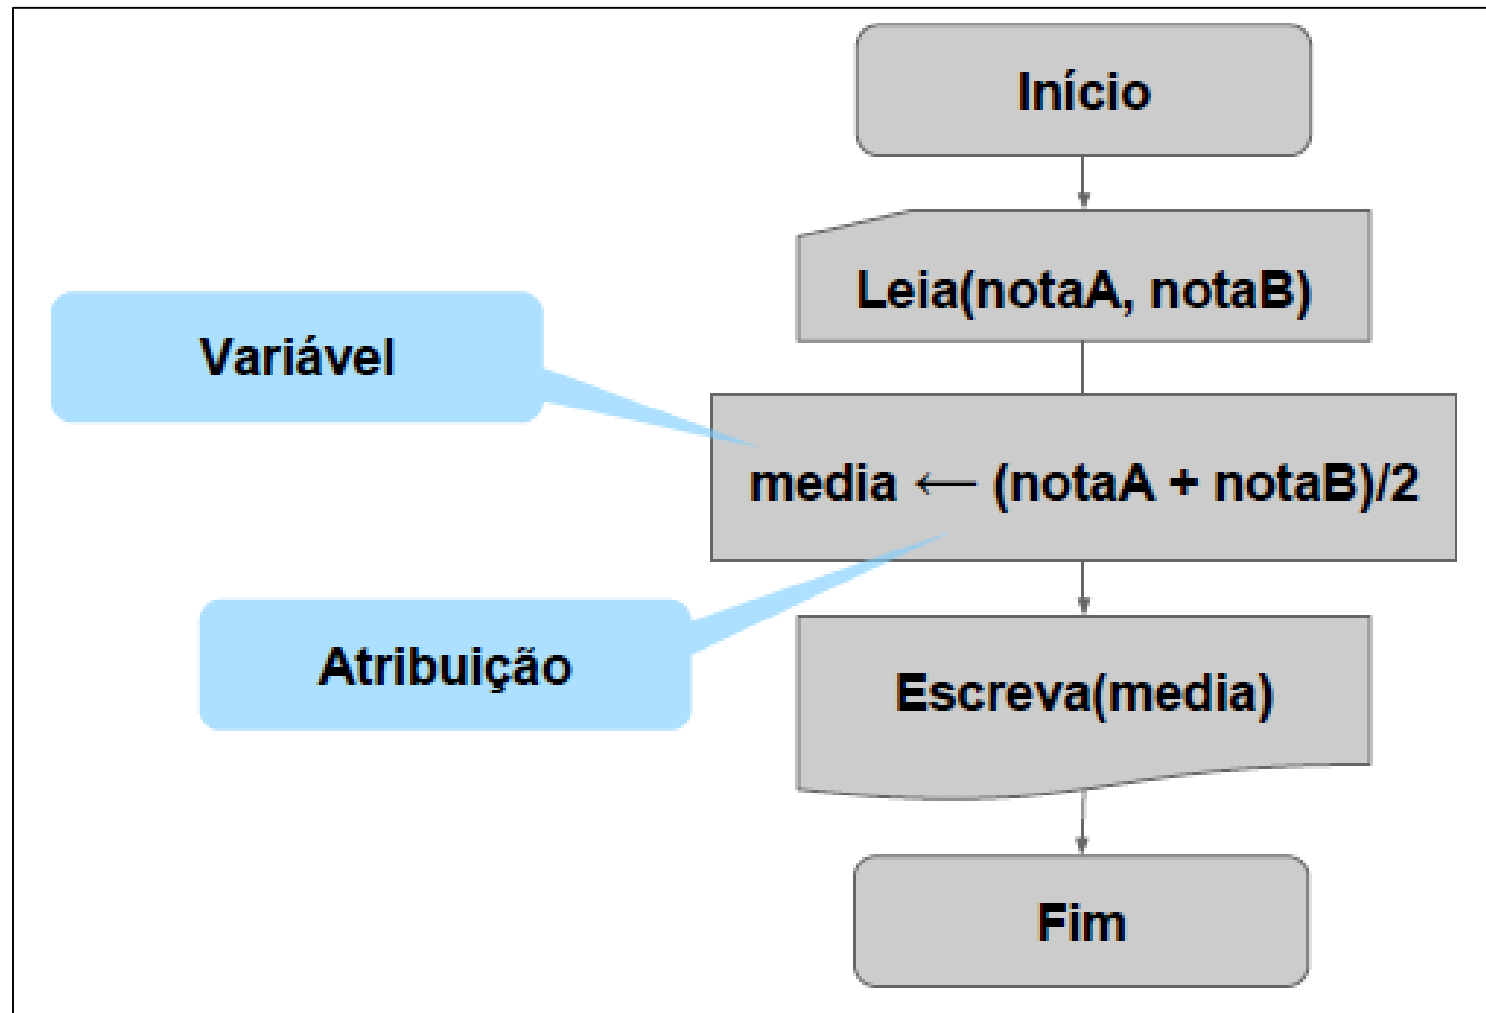 Início
Leia(notaA, notaB)
Variável
media ← (notaA + notaB)/2
Atribuição
Escreva(media)
Fim